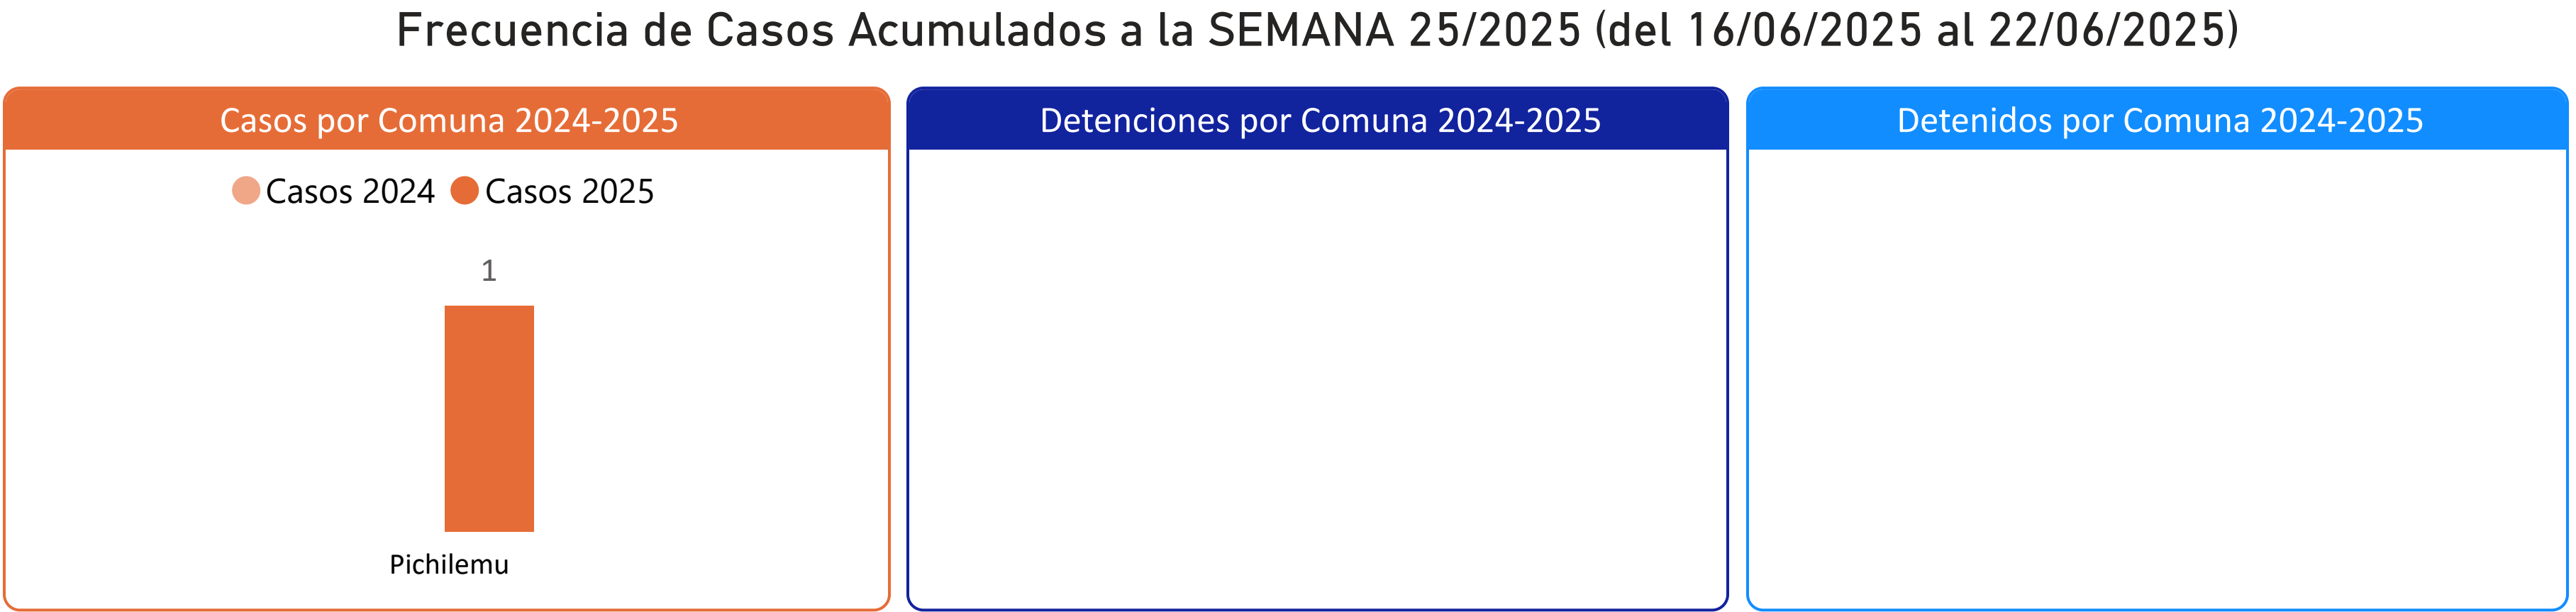 Frecuencia de Casos Acumulados a la SEMANA 25/2025 (del 16/06/2025 al 22/06/2025)
Casos por Comuna 2024-2025
Casos 2024 Casos 2025
1
Pichilemu
Detenciones por Comuna 2024-2025
Detenidos por Comuna 2024-2025